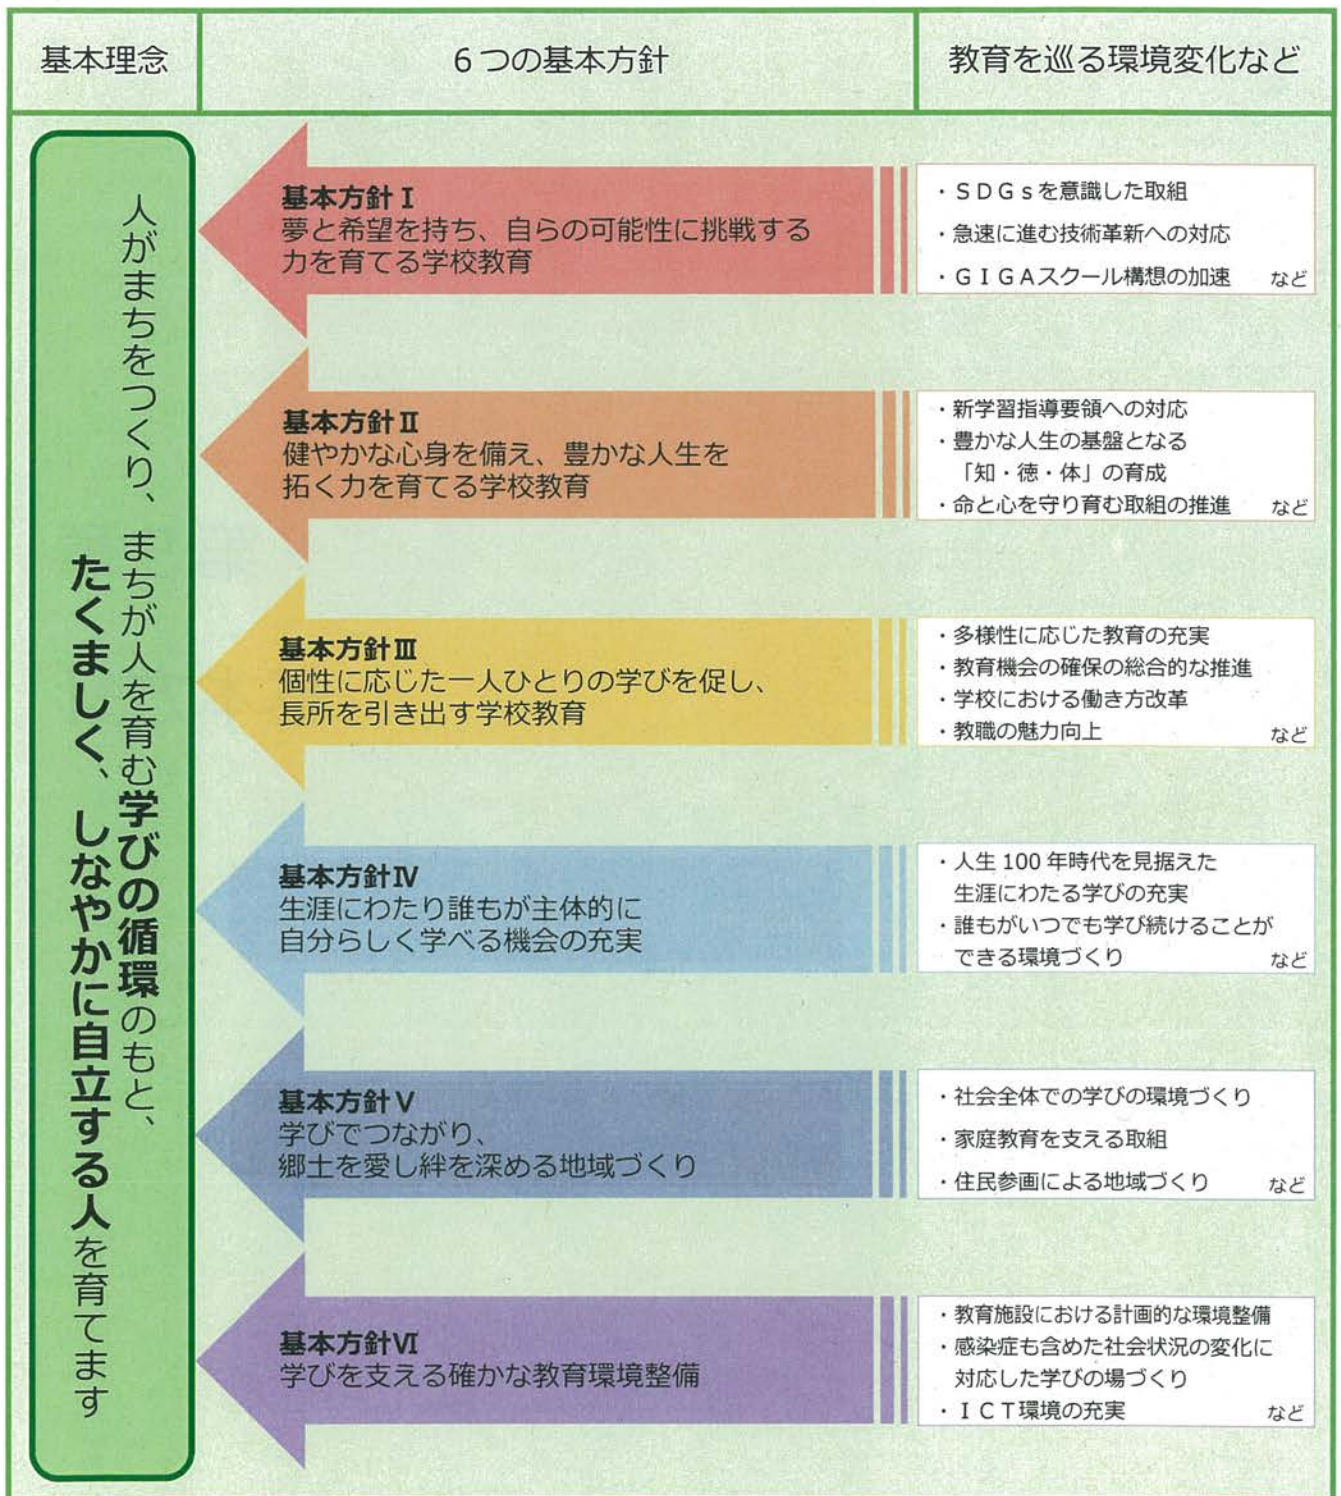 基本理念
6つの基本方針
教育を巡る環境変化など
人がまちをつくり、まちが人を育む学びの循環のもと、
たくましく、しなやかに自立する人を育てます
基本方針Ⅰ
夢と希望を持ち、自らの可能性に挑戦する
力を育てる学校教育
・SDGsを意識した取組
・急速に進む技術革新への対応
・GIGAスクール構想の加速 など
基本方針Ⅱ
健やかな心身を備え、豊かな人生を
拓く力を育てる学校教育
・新学習指導要領への対応
・豊かな人生の基盤となる
「知・徳・体」の育成
・命と心を守り育む取組の推進 など
基本方針Ⅲ
個性に応じた一人ひとりの学びを促し、
長所を引き出す学校教育
・多様性に応じた教育の充実
・教育機会の確保の総合的な推進
・学校における働き方改革
・教職の魅力向上 など
基本方針Ⅳ
生涯にわたり誰もが主体的に
自分らしく学べる機会の充実
・人生100年時代を見据えた
生涯にわたる学びの充実
・誰もがいつでも学び続けることが
できる環境づくり など
基本方針Ⅴ
学びでつながり、
郷土を愛し絆を深める地域づくり
・社会全体での学びの環境づくり
・家庭教育を支える取組
・住民参画による地域づくり など
基本方針Ⅵ
学びを支える確かな教育環境整備
・教育施設における計画的な環境整備
・感染症も含めた社会状況の変化に
対応した学びの場づくり
・ICT環境の充実 など